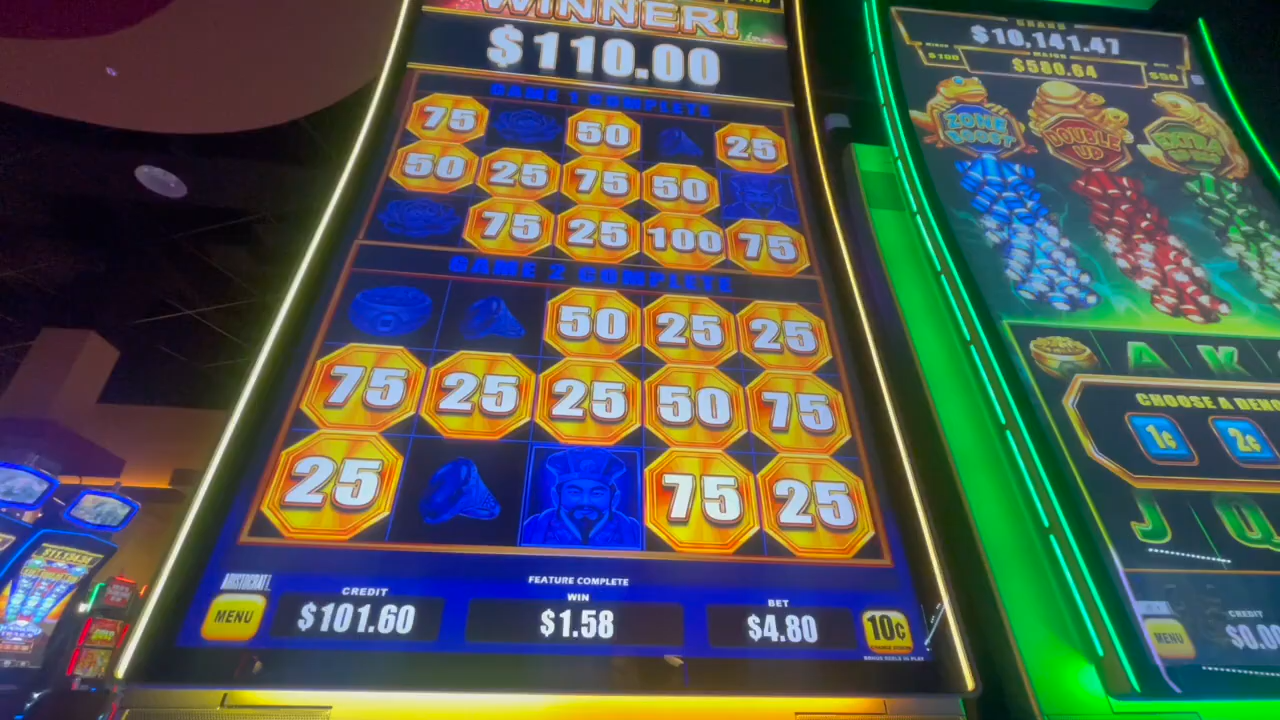 WINNER!
$110.00
GAME 1 COMPLETE
75 50 25
50 25 75 50
75 25 100 75
GAME 2 COMPLETE
50 25 25
75 25 25 50 75
25 75 25
ARISTOCRAT
FEATURE COMPLETE
MENU
CREDIT
$101.60
WIN
$1.58
BET
$4.80
10¢
GRAND
$10,141.47
$100
MAJOR
$580.64
$50
ZONE
BOOST
DOUBLE
UP
EXTRA
A K
CHOOSE A DENO
1¢ 2¢
J Q
MENU
CREDIT